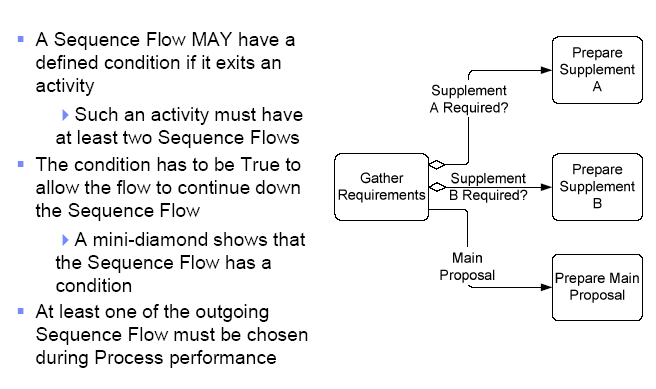 A Sequence Flow MAY have a
defined condition if it exits an
activity
Such an activity must have
at least two Sequence Flows
The condition has to be True to
allow the flow to continue down
the Sequence Flow
A mini-diamond shows that
the Sequence Flow has a
condition
At least one of the outgoing
Sequence Flow must be chosen
during Process performance
Gather
Requirements
Supplement
A Required?
Prepare
Supplement
A
Supplement
B Required?
Prepare
Supplement
B
Main
Proposal
Prepare Main
Proposal